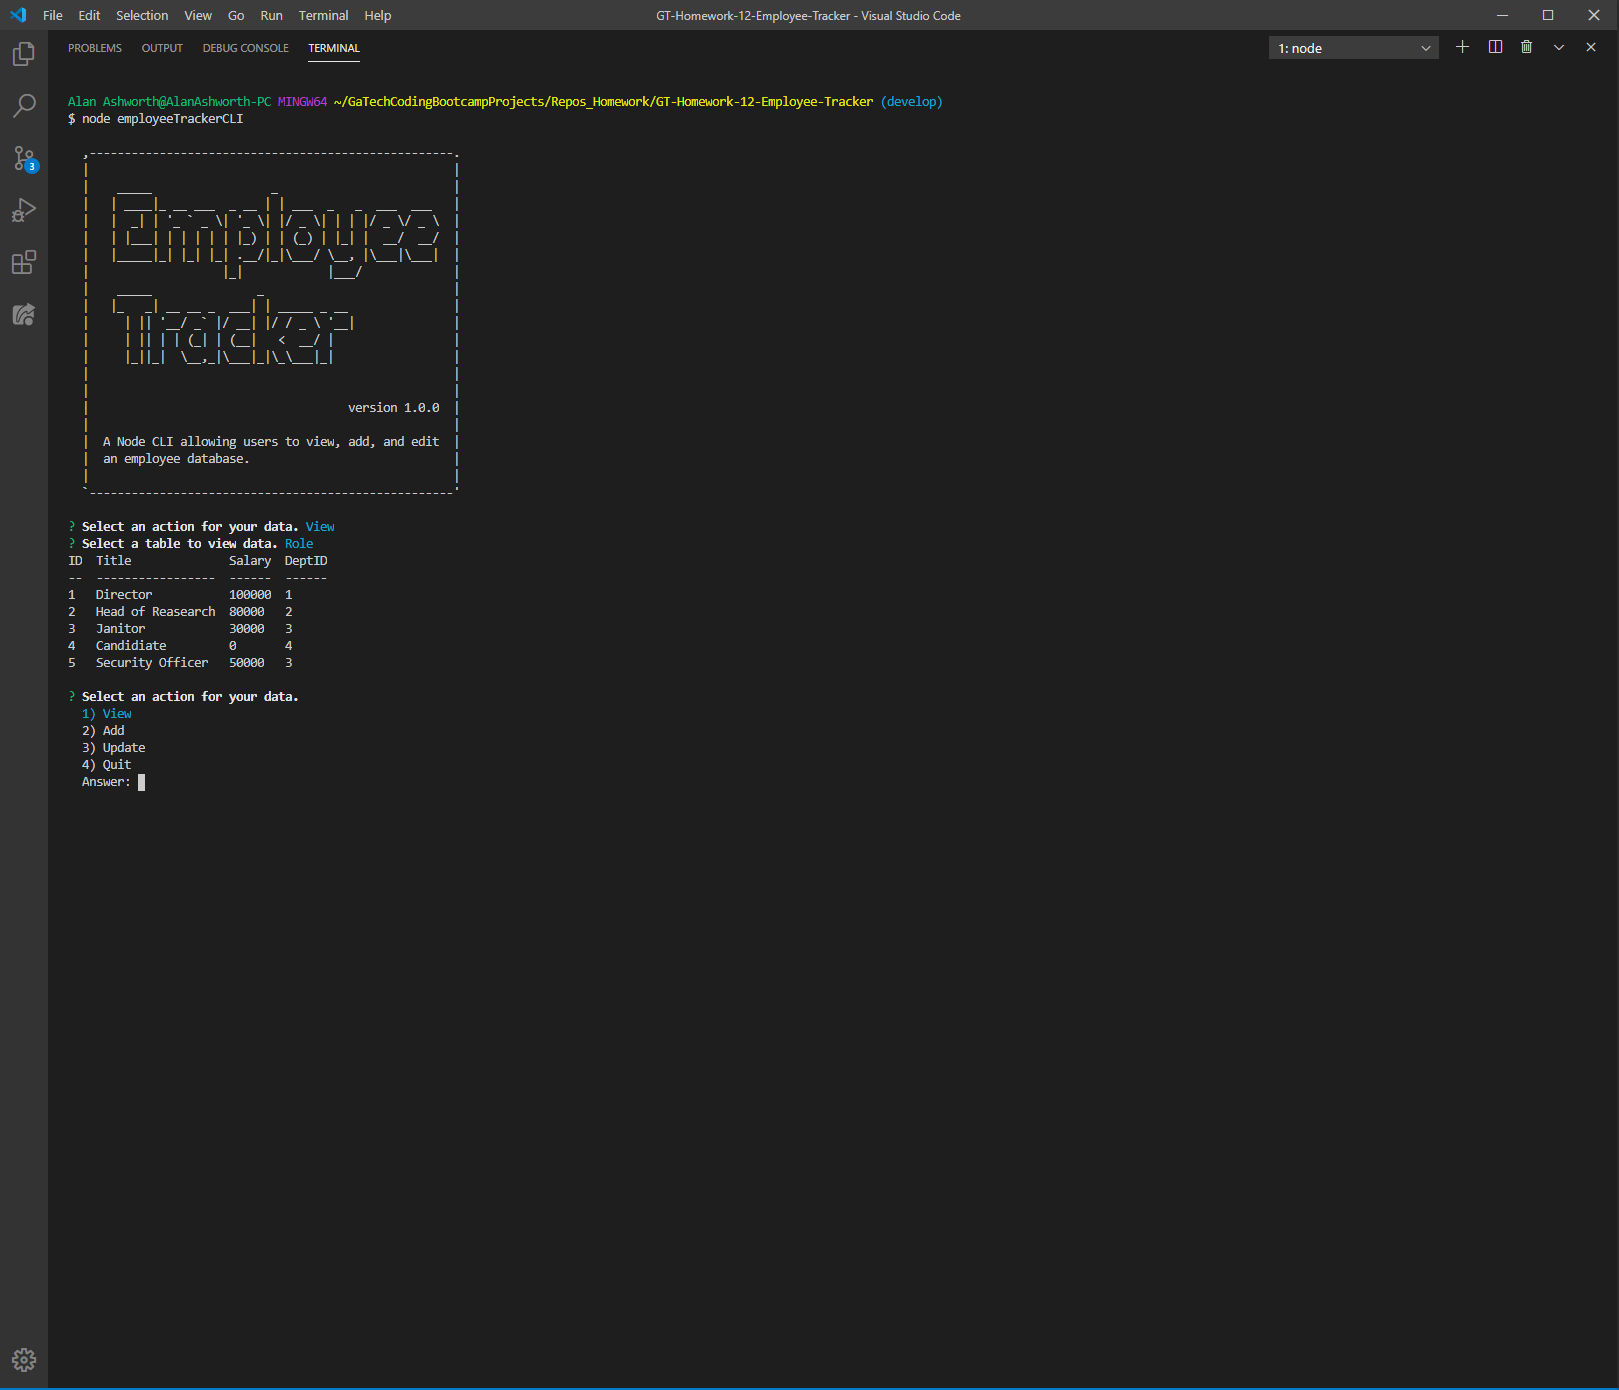 File Edit Selection View Go Run Terminal Help GT-Homework-12-Employee-Tracker - Visual Studio Code
PROBLEMS OUTPUT DEBUG CONSOLE TERMINAL 1: node
Alan Ashworth@AlanAshworth-PC MINGW64 ~/GaTechCodingBootcampProjects/Repos_Homework/GT-Homework-12-Employee-Tracker (develop)
$ node employeeTrackerCLI
3
Employee
Tracker
version 1.0.0
A Node CLI allowing users to view, add, and edit
an employee database.
? Select an action for your data. View
? Select a table to view data. Role
ID Title Salary DeptID
-- ----------------- ------ ------
1 Director 100000 1
2 Head of Reasearch 80000 2
3 Janitor 30000 3
4 Candidiate 0 4
5 Security Officer 50000 3
? Select an action for your data.
1) View
2) Add
3) Update
4) Quit
Answer: